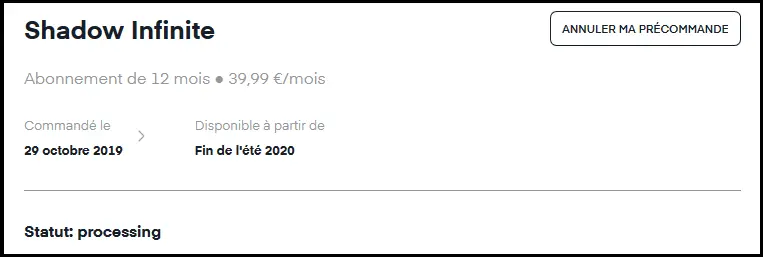 Shadow Infinite
ANNULER MA PRÉCOMMANDE
Abonnement de 12 mois ● 39,99 €/mois
Commandé le
29 octobre 2019
Disponible à partir de
Fin de l'été 2020
Statut: processing